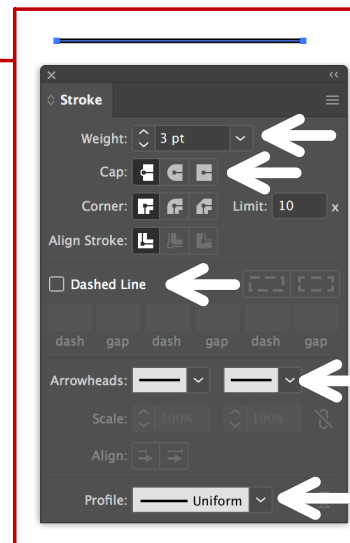 Stroke
Weight: 3 pt
Cap:
Corner: Limit: 10 x
Align Stroke:
Dashed Line
dash gap dash gap dash gap
Arrowheads:
Scale: 100% 100%
Align:
Profile: Uniform